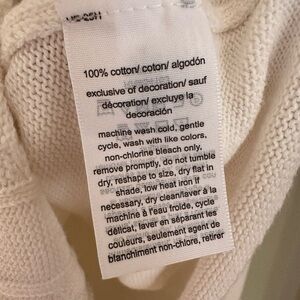 100% cotton/ coton/ algodón
exclusive of decoration/ sauf
décoration/ excluye la
decoración
machine wash cold, gentle
cycle, wash with like colors,
non-chlorine bleach only,
remove promptly, do not tumble
dry, reshape to size, dry flat in
shade, low heat iron if
necessary, dry clean/laver à la
machine à l'eau froide, cycle
délicat, laver en séparant les
couleurs, seulement agent de
blanchiment non-chlore, retirer